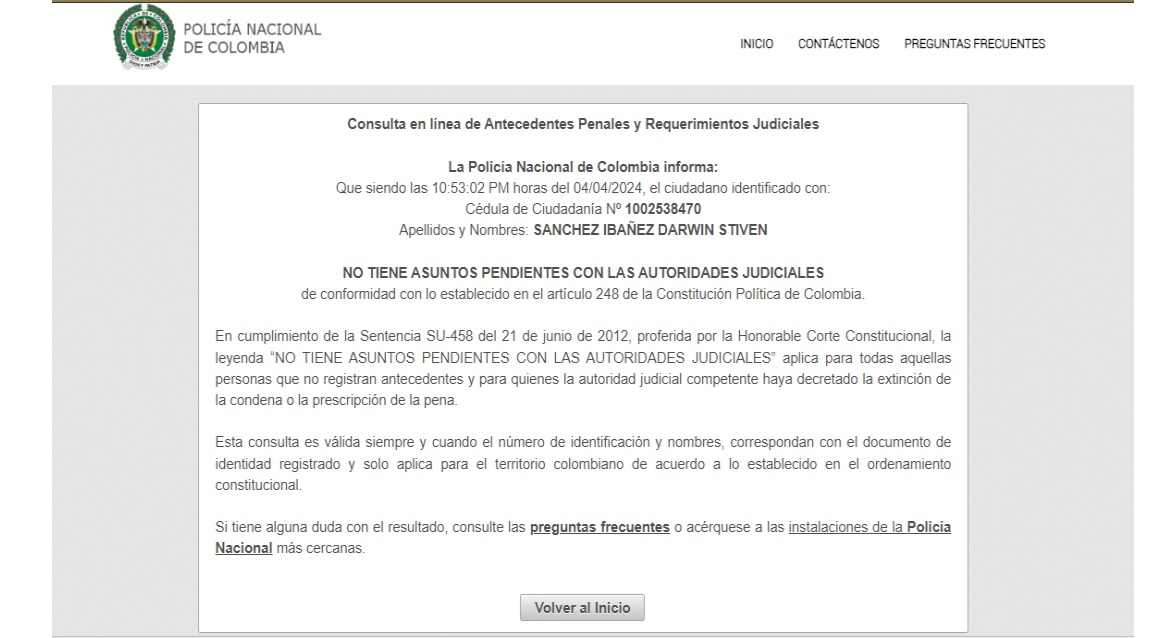 POLICÍA NACIONAL
DE COLOMBIA
INICIO CONTÁCTENOS PREGUNTAS FRECUENTES
Consulta en línea de Antecedentes Penales y Requerimientos Judiciales
La Policía Nacional de Colombia informa:
Que siendo las 10:53:02 PM horas del 04/04/2024, el ciudadano identificado con:
Cédula de Ciudadanía Nº 1002538470
Apellidos y Nombres: SANCHEZ IBAÑEZ DARWIN STIVEN
NO TIENE ASUNTOS PENDIENTES CON LAS AUTORIDADES JUDICIALES
de conformidad con lo establecido en el artículo 248 de la Constitución Política de Colombia.
En cumplimiento de la Sentencia SU-458 del 21 de junio de 2012, proferida por la Honorable Corte Constitucional, la
leyenda “NO TIENE ASUNTOS PENDIENTES CON LAS AUTORIDADES JUDICIALES” aplica para todas aquellas
personas que no registran antecedentes y para quienes la autoridad judicial competente haya decretado la extinción de
la condena o la prescripción de la pena.
Esta consulta es válida siempre y cuando el número de identificación y nombres, correspondan con el documento de
identidad registrado y solo aplica para el territorio colombiano de acuerdo a lo establecido en el ordenamiento
constitucional.
Si tiene alguna duda con el resultado, consulte las preguntas frecuentes o acérquese a las instalaciones de la Policía
Nacional más cercanas.
Volver al Inicio